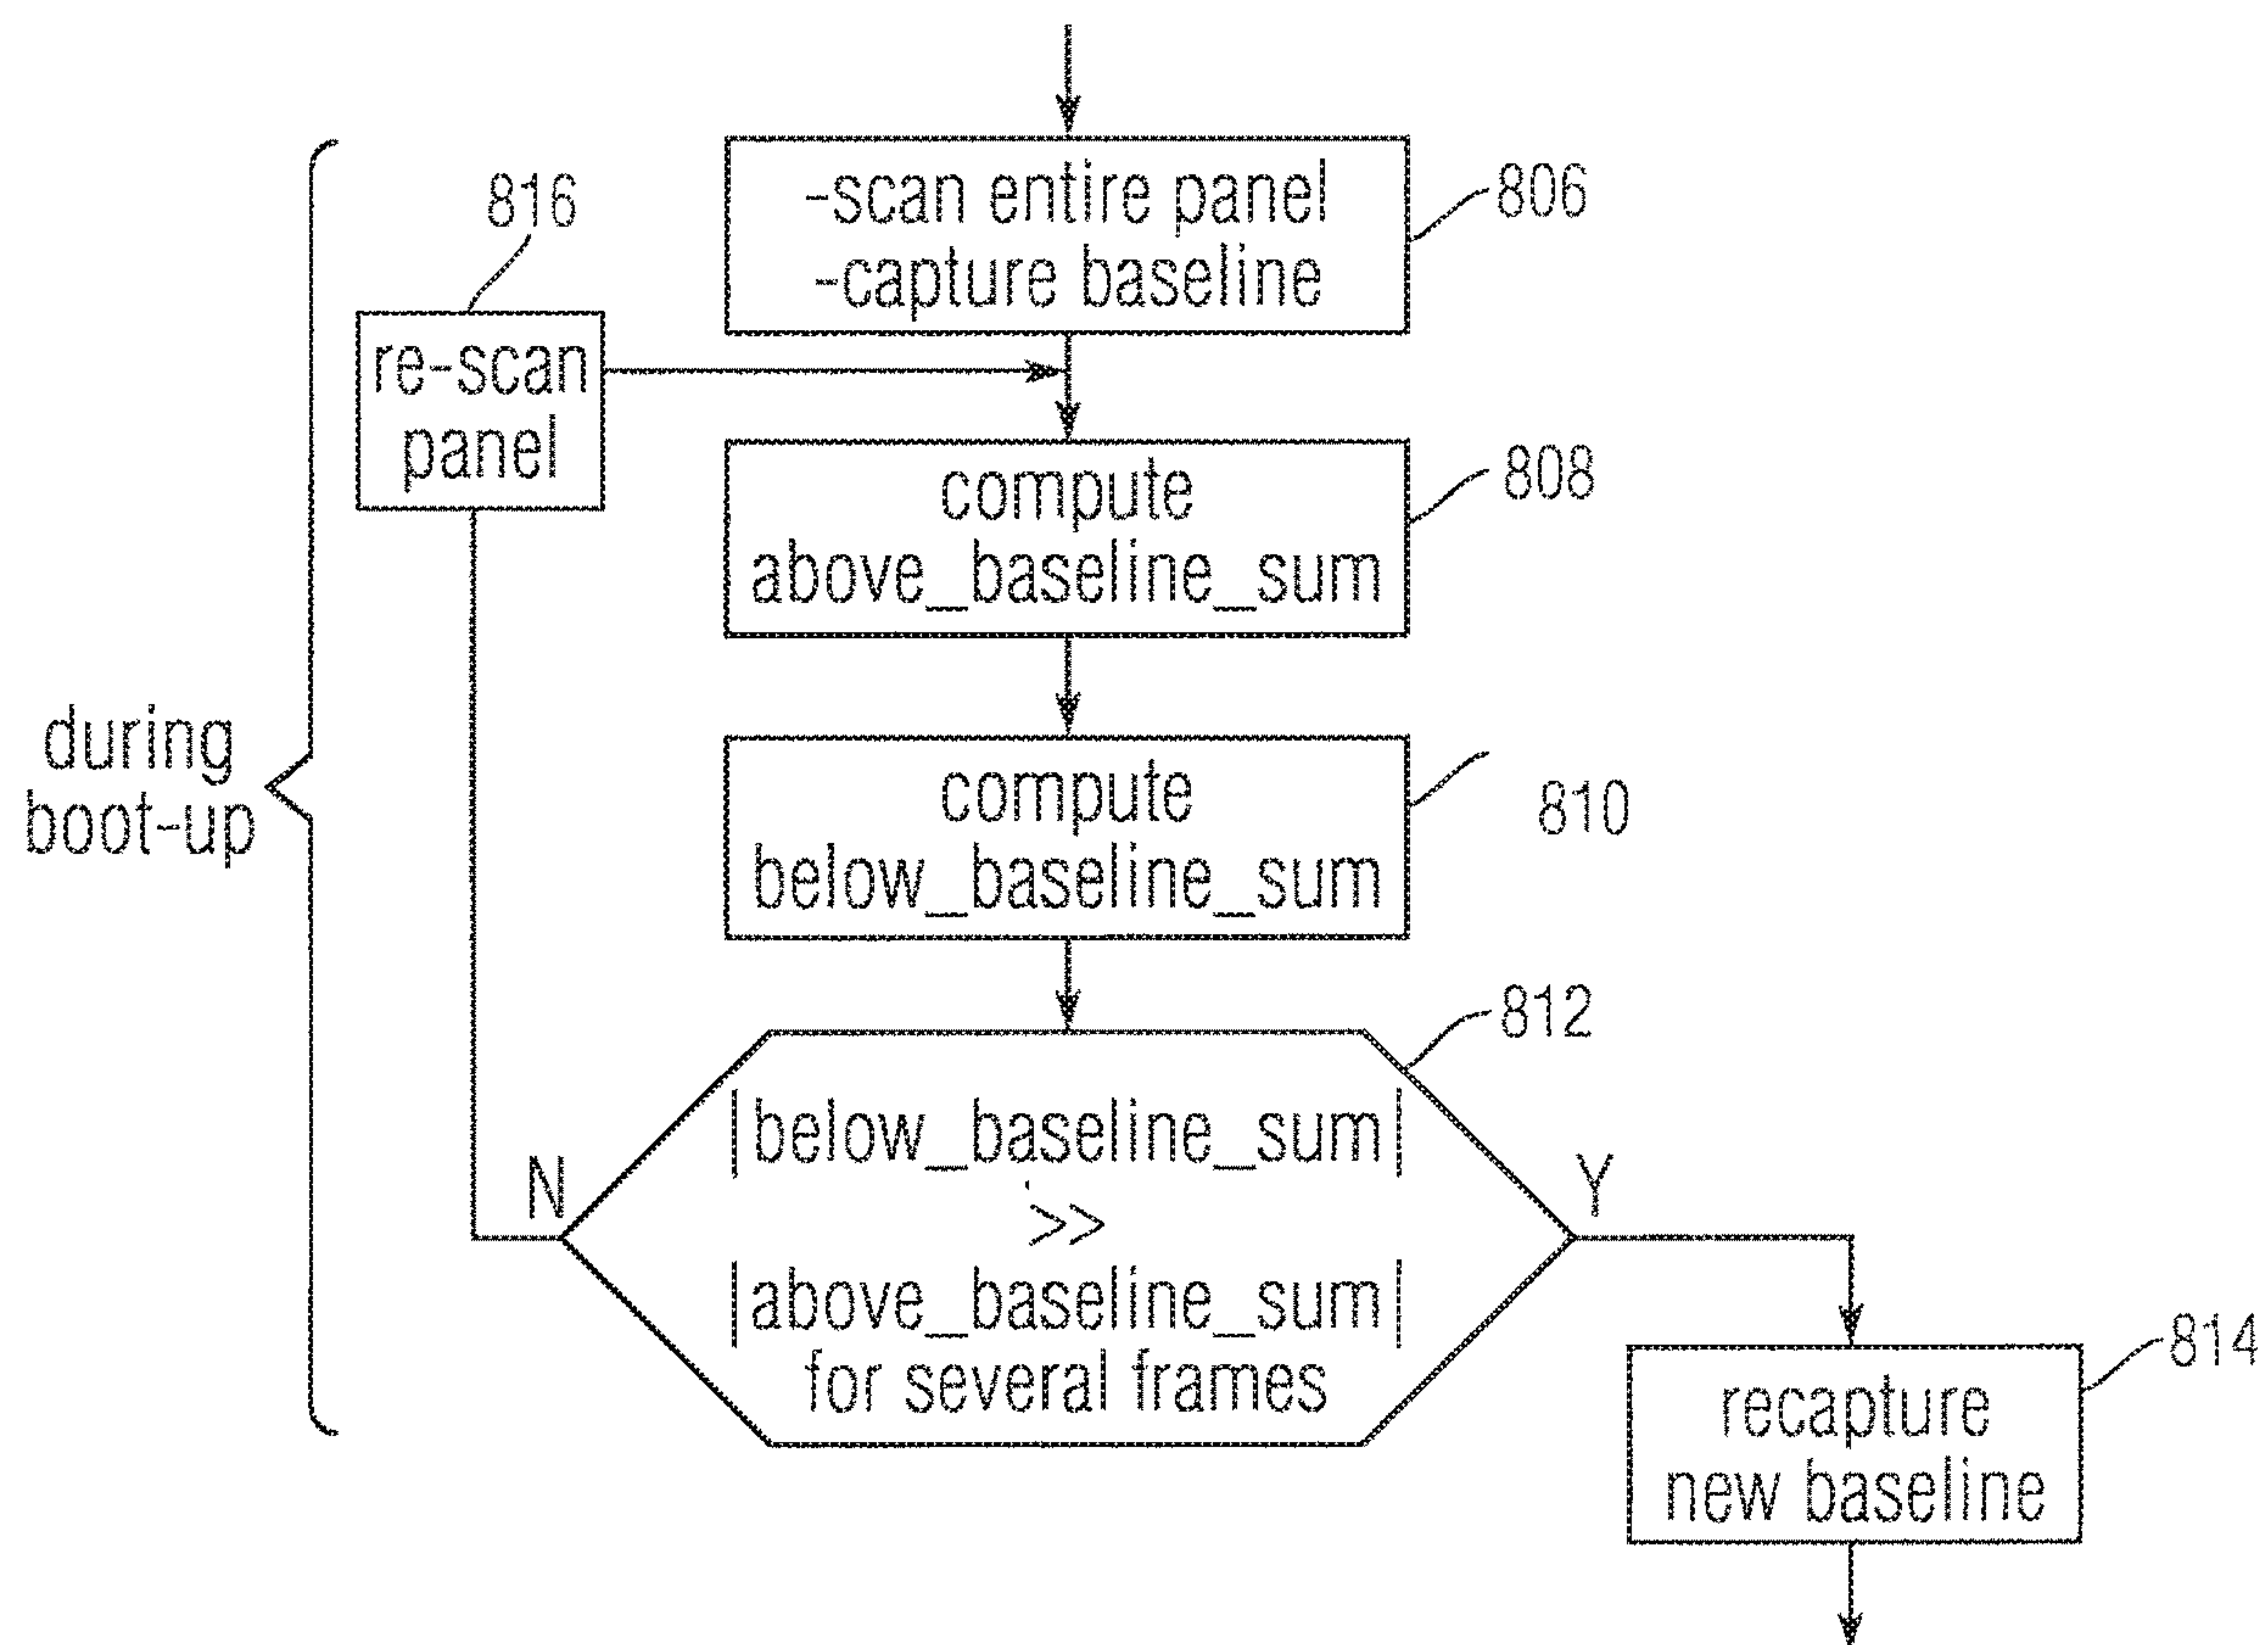 -scan entire panel
-capture baseline
806
816
re-scan
panel
compute
above_baseline_sum
808
compute
below_baseline_sum
810
during
boot-up
812
|below_baseline_sum|
>>
|above_baseline_sum|
for several frames
N
Y
recapture
new baseline
814